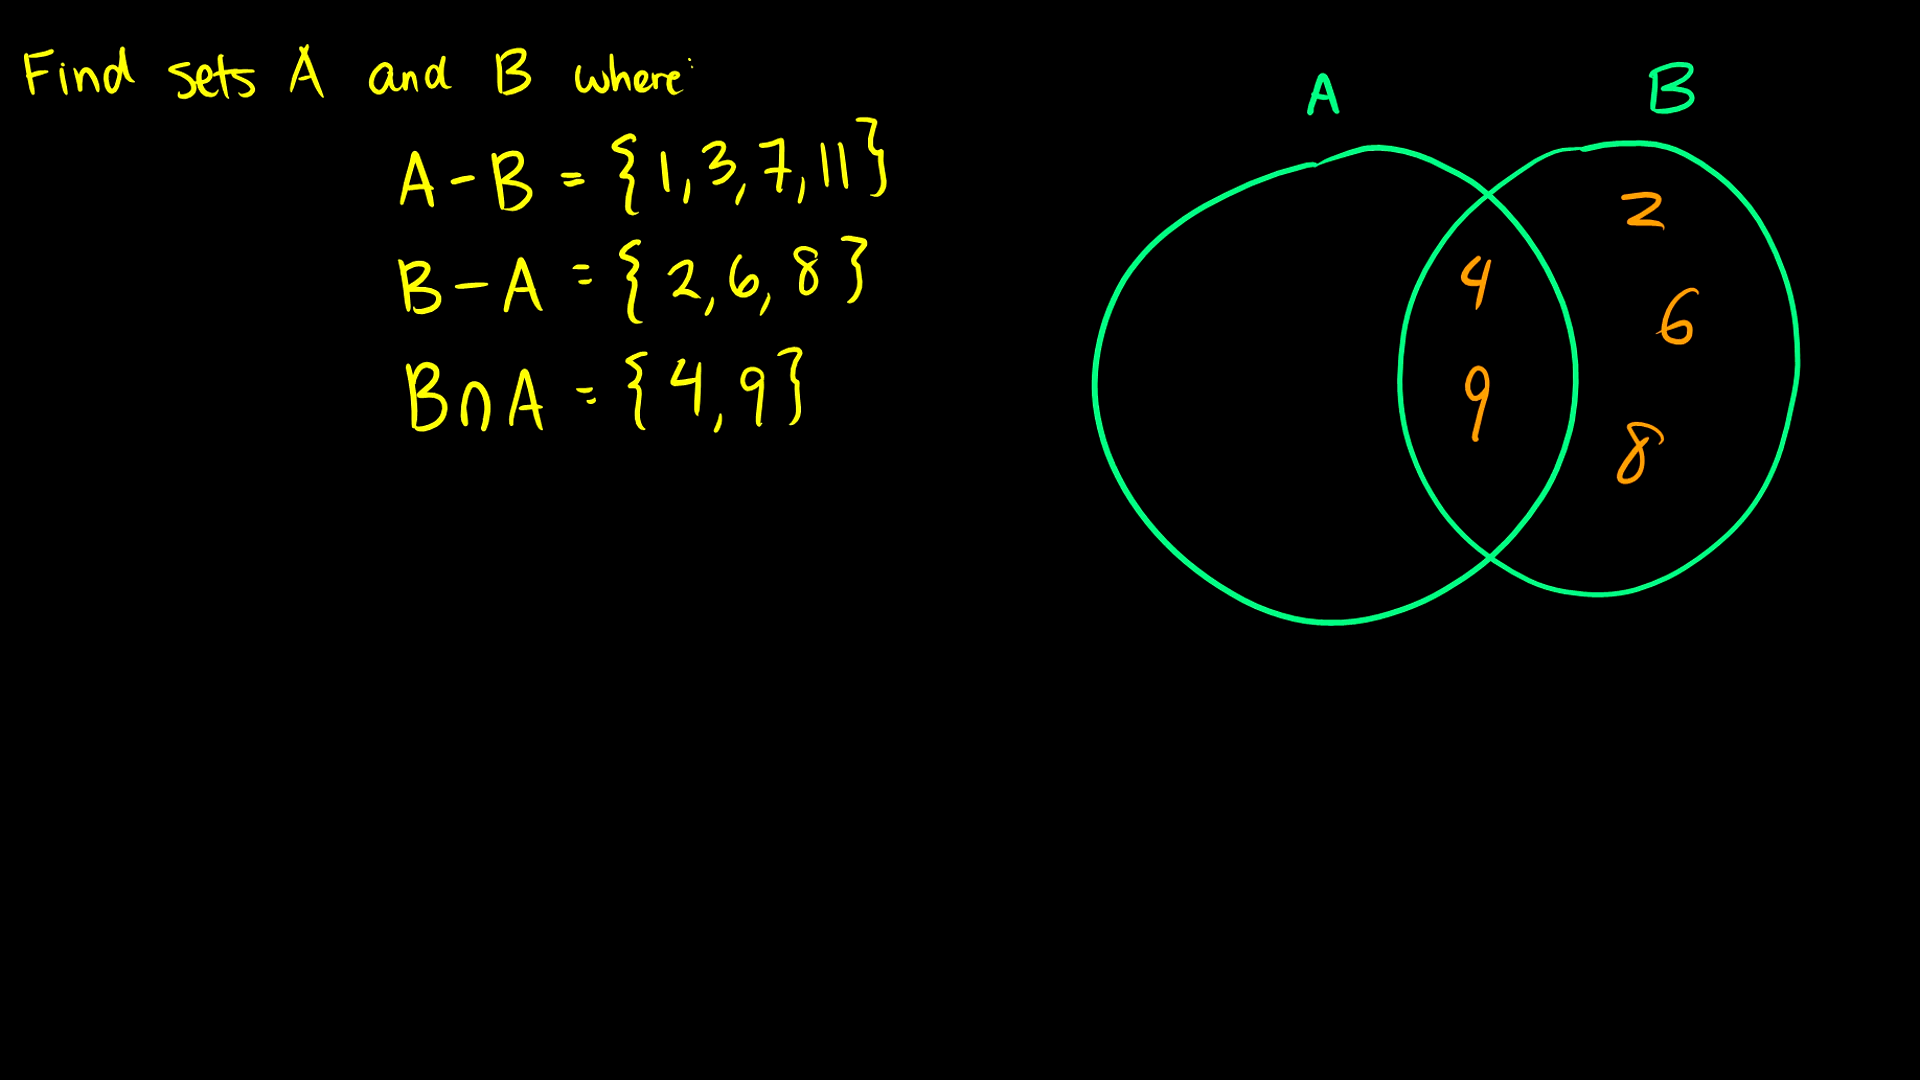 Find sets A and B where:
A - B = {1, 3, 7, 11}
B - A = {2, 6, 8}
B ∩ A = {4, 9}
A B
2
4
6
9
8